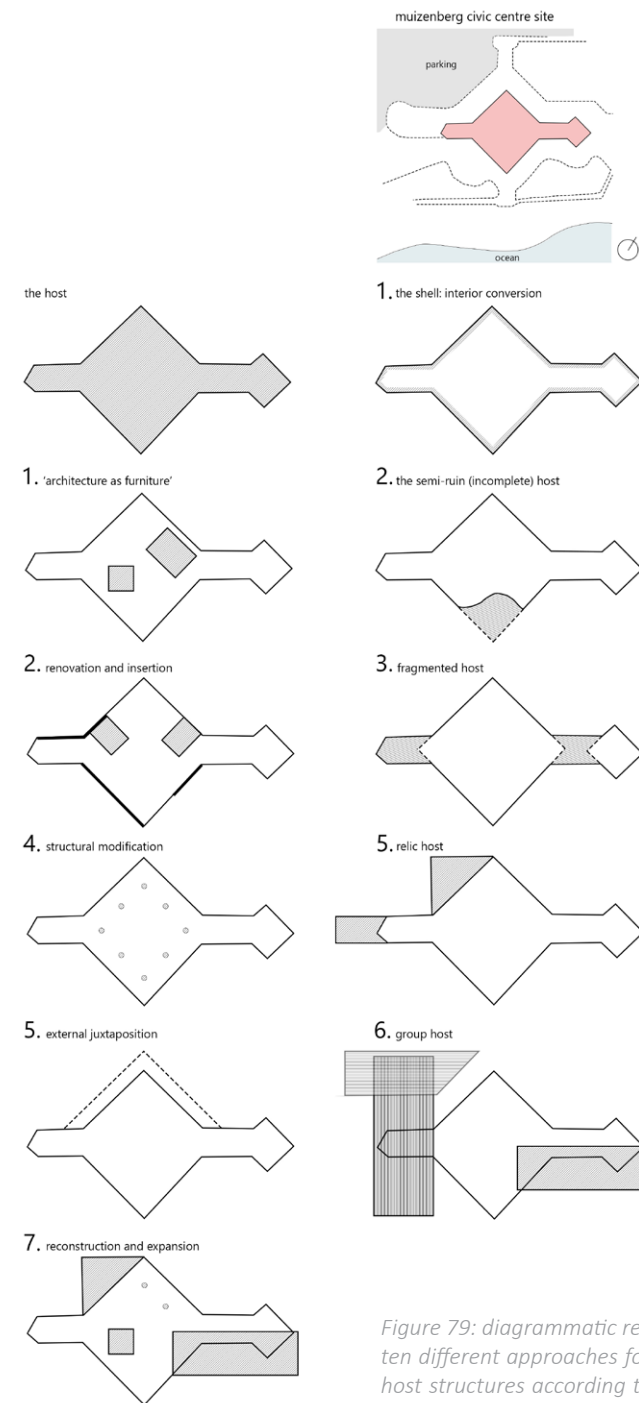 muizenberg civic centre site
parking
ocean
the host
1. the shell: interior conversion
1. 'architecture as furniture'
2. the semi-ruin (incomplete) host
2. renovation and insertion
3. fragmented host
4. structural modification
5. relic host
5. external juxtaposition
6. group host
7. reconstruction and expansion
Figure 79: diagrammatic re
ten different approaches fo
host structures according t